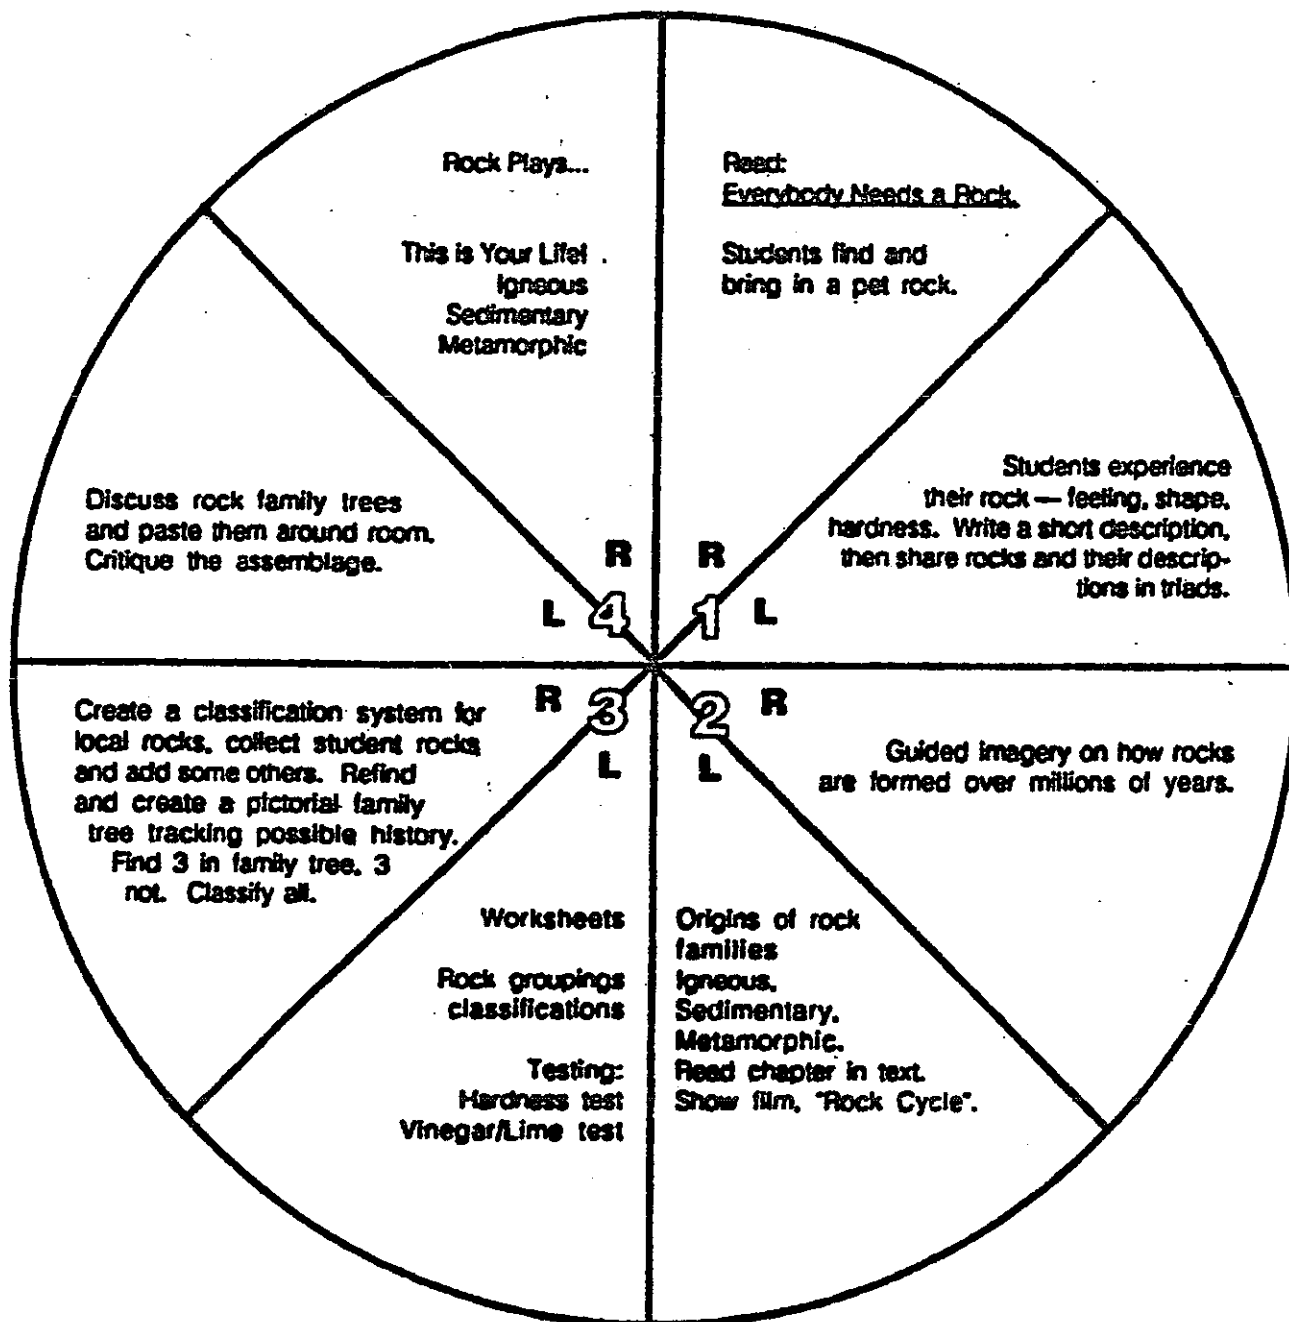 Rock Plays...
This is Your Life!
Igneous
Sedimentary
Metamorphic
Read:
Everybody Needs a Rock.
Students find and
bring in a pet rock.
Students experience
their rock — feeling, shape,
hardness. Write a short description,
then share rocks and their descrip-
tions in triads.
Discuss rock family trees
and paste them around room.
Critique the assemblage.
R R
L 4 1 L
R 3 2 R
L L
Create a classification system for
local rocks, collect student rocks
and add some others. Refind
and create a pictorial family
tree tracking possible history.
Find 3 in family tree, 3
not. Classify all.
Guided imagery on how rocks
are formed over millions of years.
Worksheets
Rock groupings
classifications
Testing:
Hardness test
Vinegar/Lime test
Origins of rock
families
Igneous,
Sedimentary,
Metamorphic.
Read chapter in text.
Show film, "Rock Cycle".